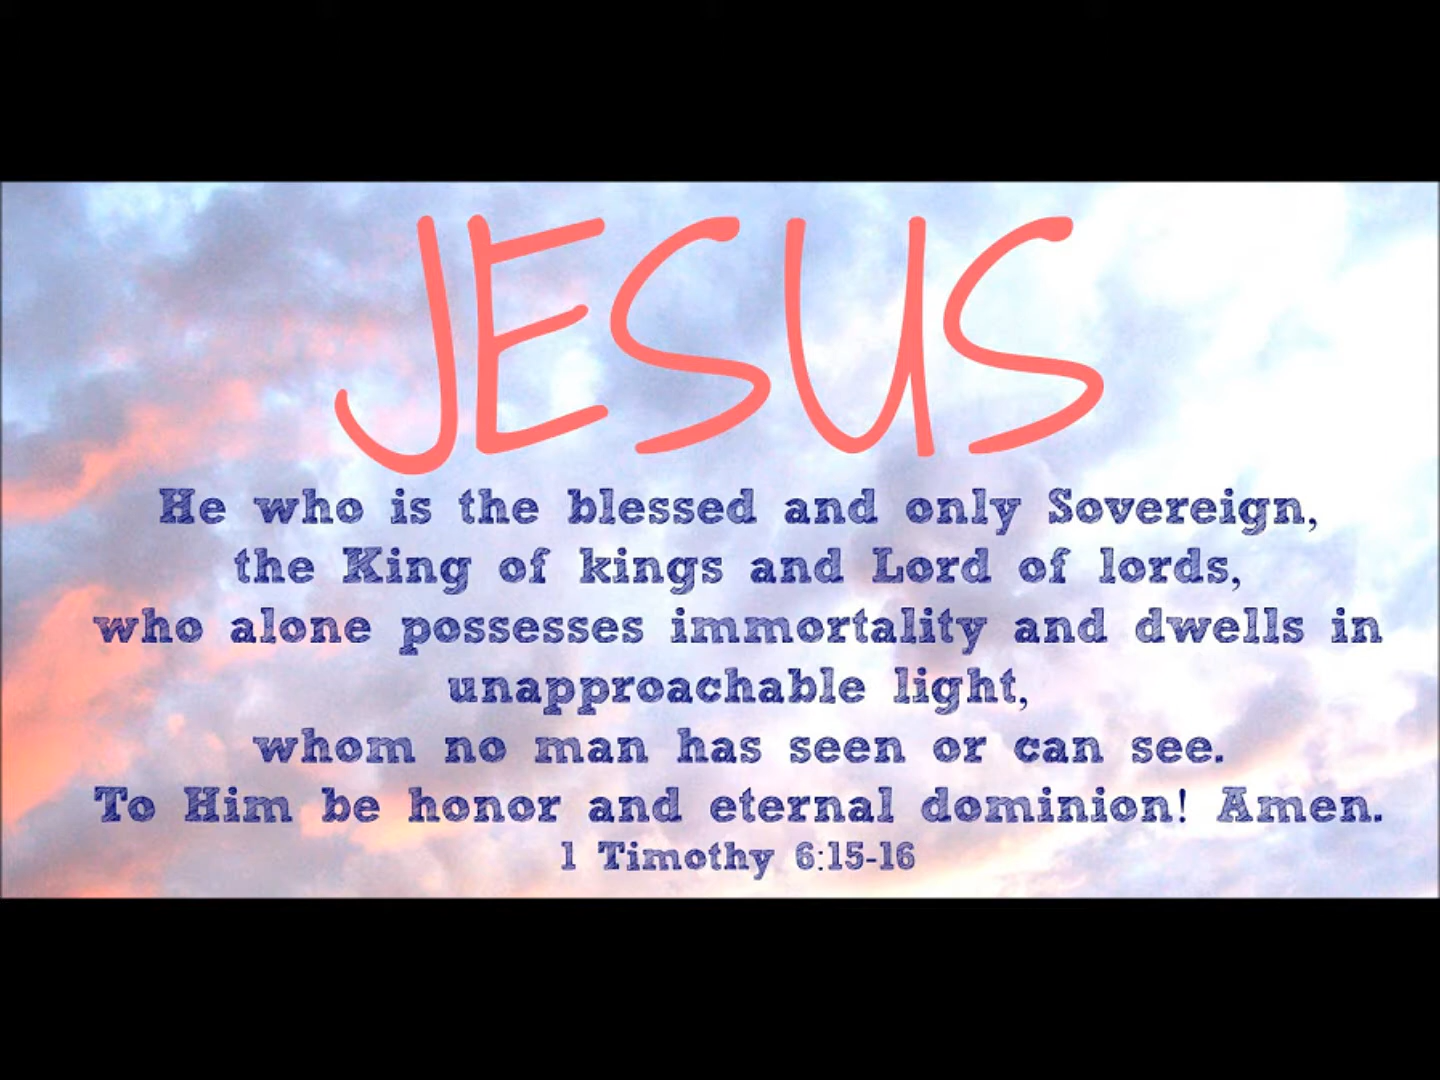 JESUS
He who is the blessed and only Sovereign,
the King of kings and Lord of lords,
who alone possesses immortality and dwells in
unapproachable light,
whom no man has seen or can see.
To Him be honor and eternal dominion! Amen.
1 Timothy 6:15-16